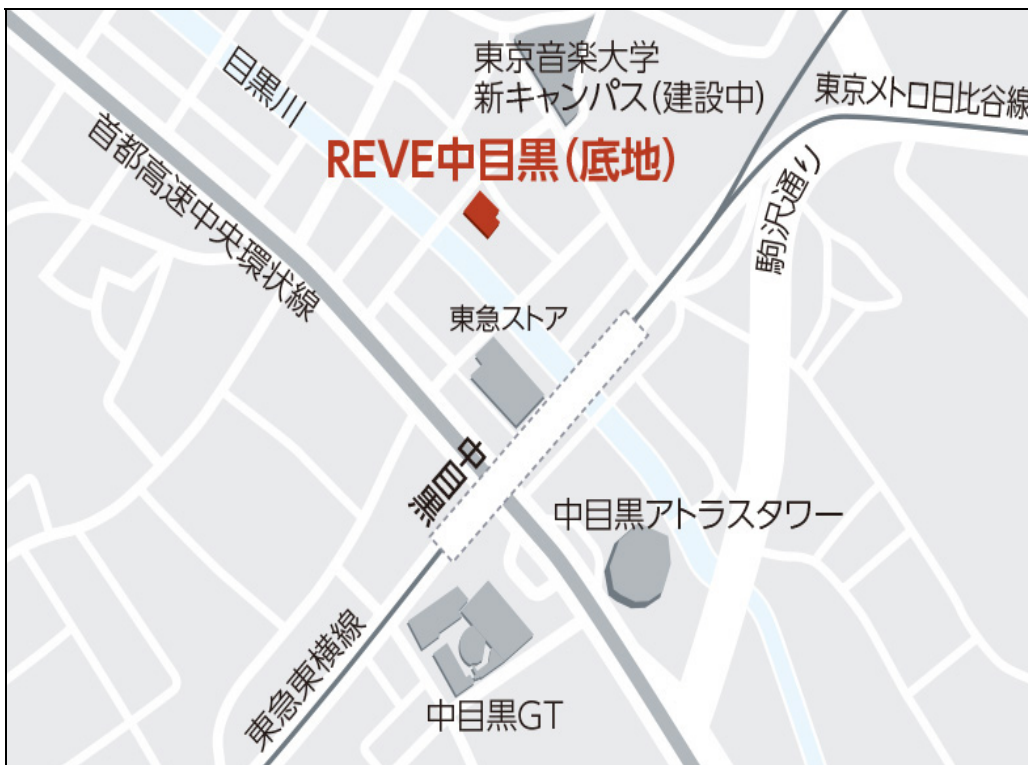 東京音楽大学
新キャンパス(建設中)
東京メトロ日比谷線
目黒川
首都高速中央環状線
REVE中目黒(底地)
駒沢通り
東急ストア
中目黒
中目黒アトラスタワー
東急東横線
中目黒GT